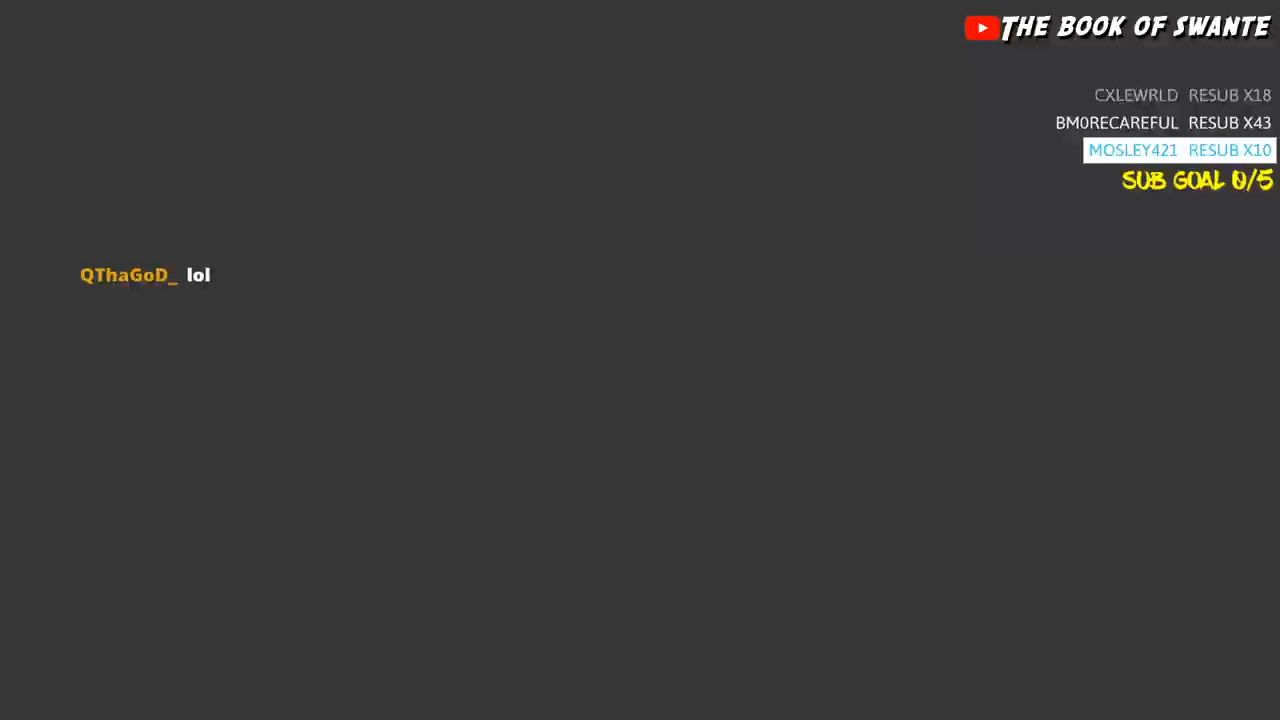 THE BOOK OF SWANTE
CXLEWRLD RESUB X18
BM0RECAREFUL RESUB X43
MOSLEY421 RESUB X10
SUB GOAL 0/5
QThaGoD_ lol